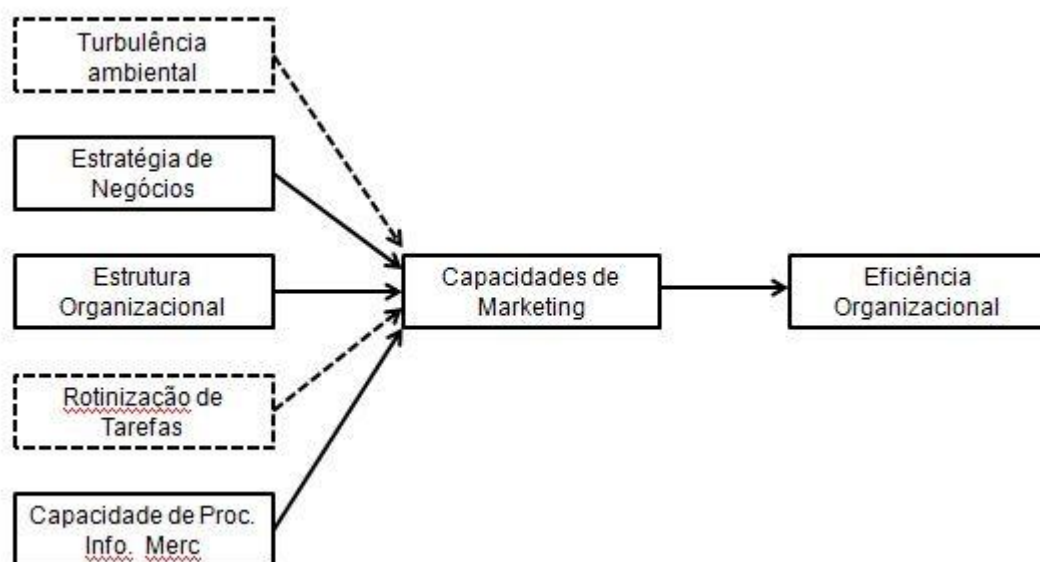 Turbulência
ambiental
Estratégia de
Negócios
Estrutura
Organizacional
Rotinização de
Tarefas
Capacidade de Proc.
Info. Merc
Capacidades de
Marketing
Eficiência
Organizacional